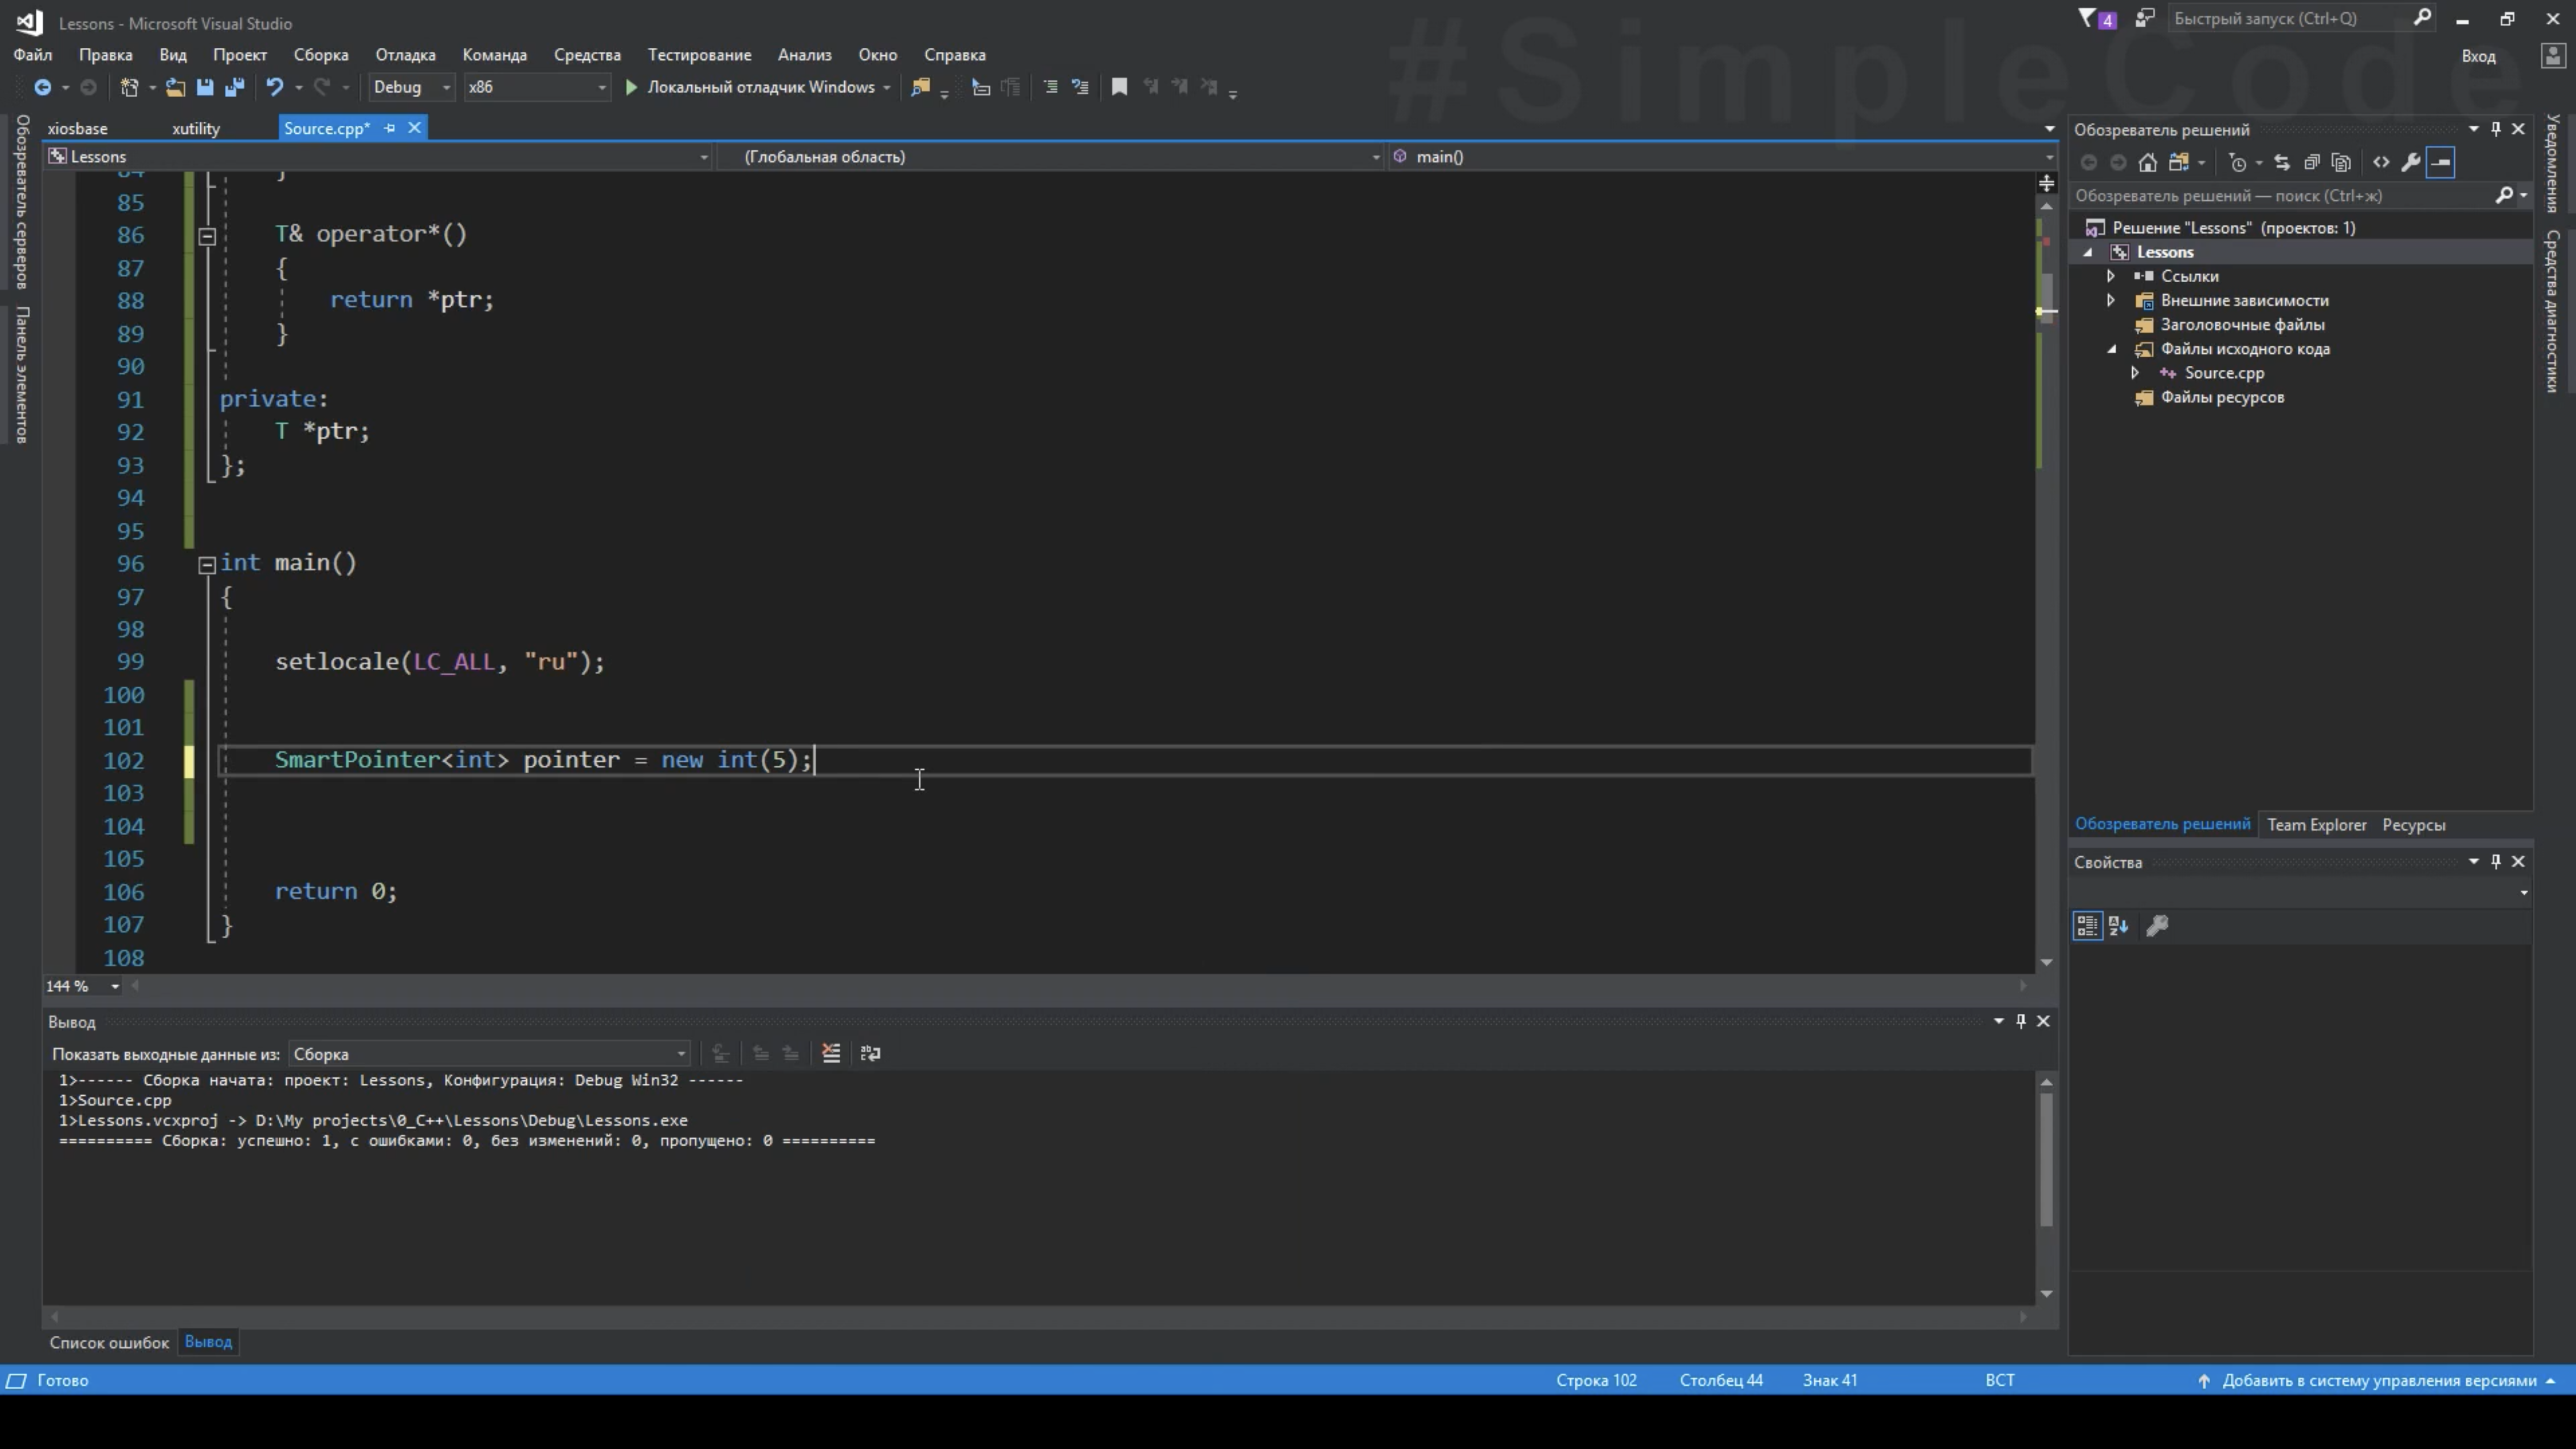 Lessons - Microsoft Visual Studio
4
Быстрый запуск (Ctrl+Q)
#SimpleCode
Файл Правка Вид Проект Сборка Отладка Команда Средства Тестирование Анализ Окно Справка
Вход
Debug x86 Локальный отладчик Windows
Обозреватель серверов
Панель элементов
xiosbase xutility Source.cpp*
Lessons (Глобальная область) main()
84 }
85
86 T& operator*()
87 {
88 return *ptr;
89 }
90
91 private:
92 T *ptr;
93 };
94
95
96 int main()
97 {
98
99 setlocale(LC_ALL, "ru");
100
101
102 SmartPointer<int> pointer = new int(5);
103
104
105
106 return 0;
107 }
108
144 %
Вывод
Показать выходные данные из: Сборка
1>------ Сборка начата: проект: Lessons, Конфигурация: Debug Win32 ------
1>Source.cpp
1>Lessons.vcxproj -> D:\My projects\0_C++\Lessons\Debug\Lessons.exe
========== Сборка: успешно: 1, с ошибками: 0, без изменений: 0, пропущено: 0 ==========
Список ошибок Вывод
Обозреватель решений
Обозреватель решений — поиск (Ctrl+ж)
Решение "Lessons" (проектов: 1)
Lessons
Ссылки
Внешние зависимости
Заголовочные файлы
Файлы исходного кода
Source.cpp
Файлы ресурсов
Обозреватель решений Team Explorer Ресурсы
Свойства
Уведомления
Средства диагностики
Готово Строка 102 Столбец 44 Знак 41 ВСТ Добавить в систему управления версиями